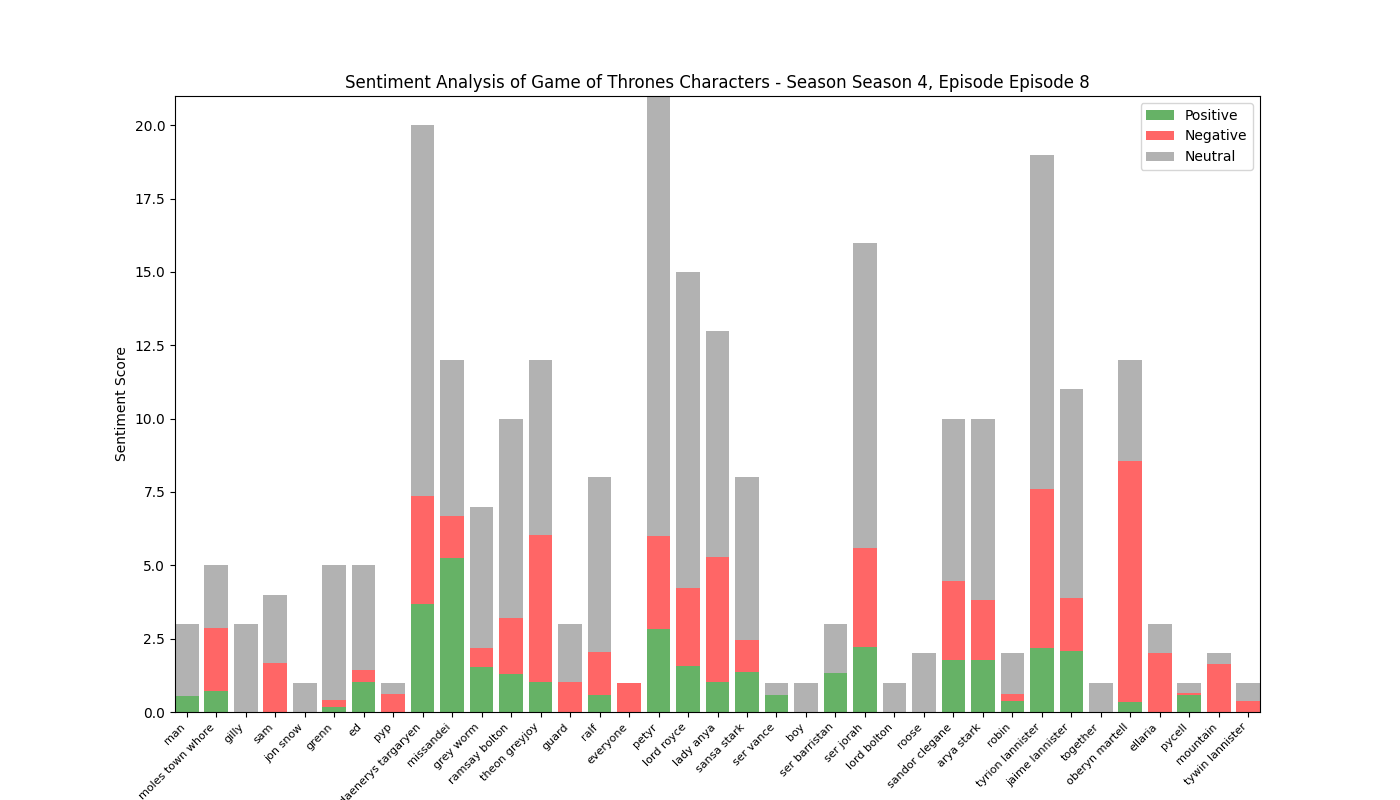 Sentiment Analysis of Game of Thrones Characters - Season Season 4, Episode Episode 8
Positive
Negative
Neutral
Sentiment Score
20.0
17.5
15.0
12.5
10.0
7.5
5.0
2.5
0.0
man
moles town whore
gilly
sam
jon snow
grenn
ed
pyp
daenerys targaryen
missandei
grey worm
ramsay bolton
theon greyjoy
guard
ralf
everyone
petyr
lord royce
lady anya
sansa stark
ser vance
boy
ser barristan
ser jorah
lord bolton
roose
sandor clegane
arya stark
robin
tyrion lannister
jaime lannister
together
oberyn martell
ellaria
pycell
mountain
tywin lannister